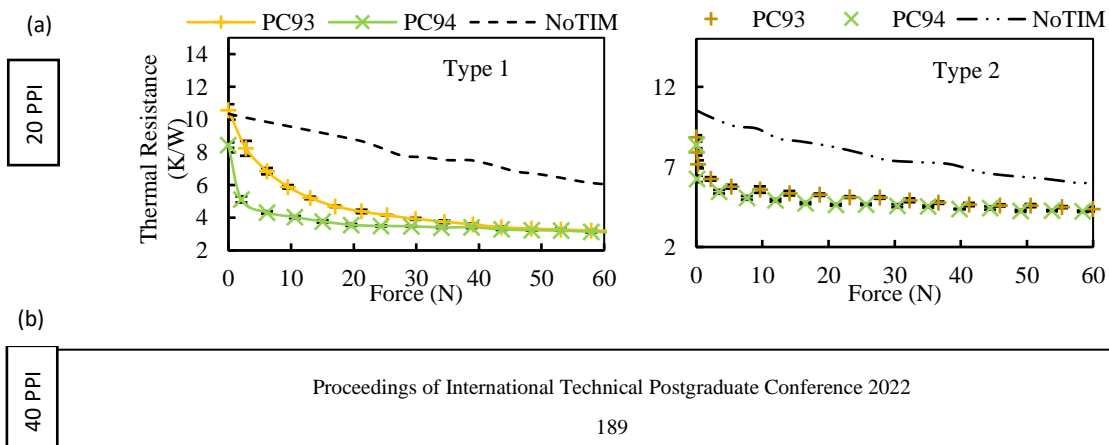 (a)
20 PPI
PC93 PC94 NoTIM
Thermal Resistance
(K/W)
14
12
10
8
6
4
2
Type 1
0 10 20 30 40 50 60
Force (N)
PC93 PC94 NoTIM
12
7
2
Type 2
0 10 20 30 40 50 60
Force (N)
(b)
40 PPI
Proceedings of International Technical Postgraduate Conference 2022
189